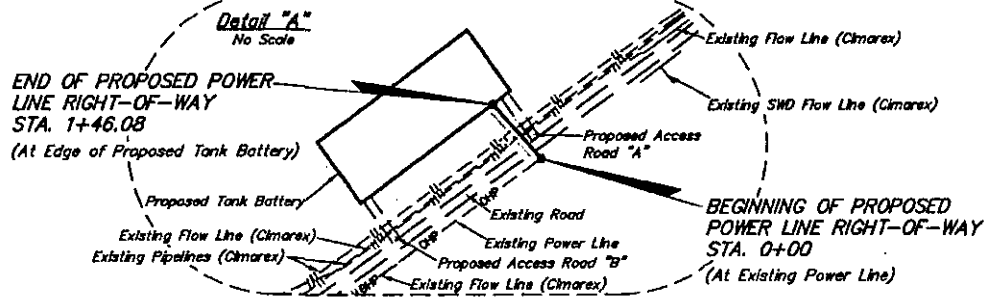 Detail "A"
No Scale
Existing Flow Line (Cimarex)
END OF PROPOSED POWER
LINE RIGHT-OF-WAY
STA. 1+46.08
(At Edge of Proposed Tank Battery)
Existing SWD Flow Line (Cimarex)
Proposed Access
Road "A"
Proposed Tank Battery
Existing Road
BEGINNING OF PROPOSED
POWER LINE RIGHT-OF-WAY
STA. 0+00
(At Existing Power Line)
OHP
Existing Flow Line (Cimarex)
Existing Power Line
OHP
Existing Pipelines (Cimarex)
Proposed Access Road "B"
OHP
Existing Flow Line (Cimarex)